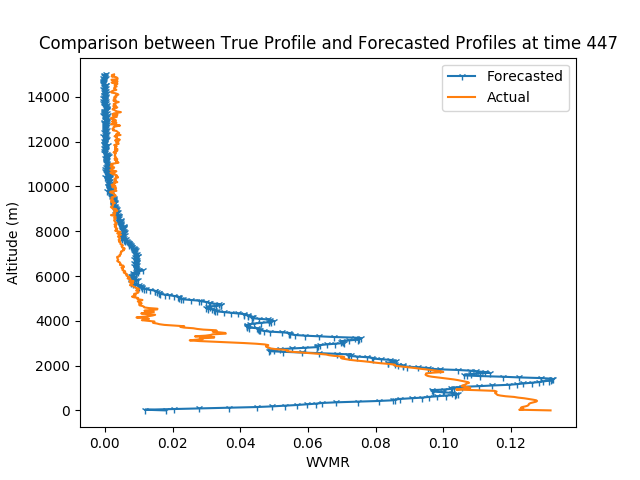 Comparison between True Profile and Forecasted Profiles at time 447
Forecasted
Actual
14000
12000
10000
8000
6000
4000
2000
0
Altitude (m)
0.00 0.02 0.04 0.06 0.08 0.10 0.12
WVMR